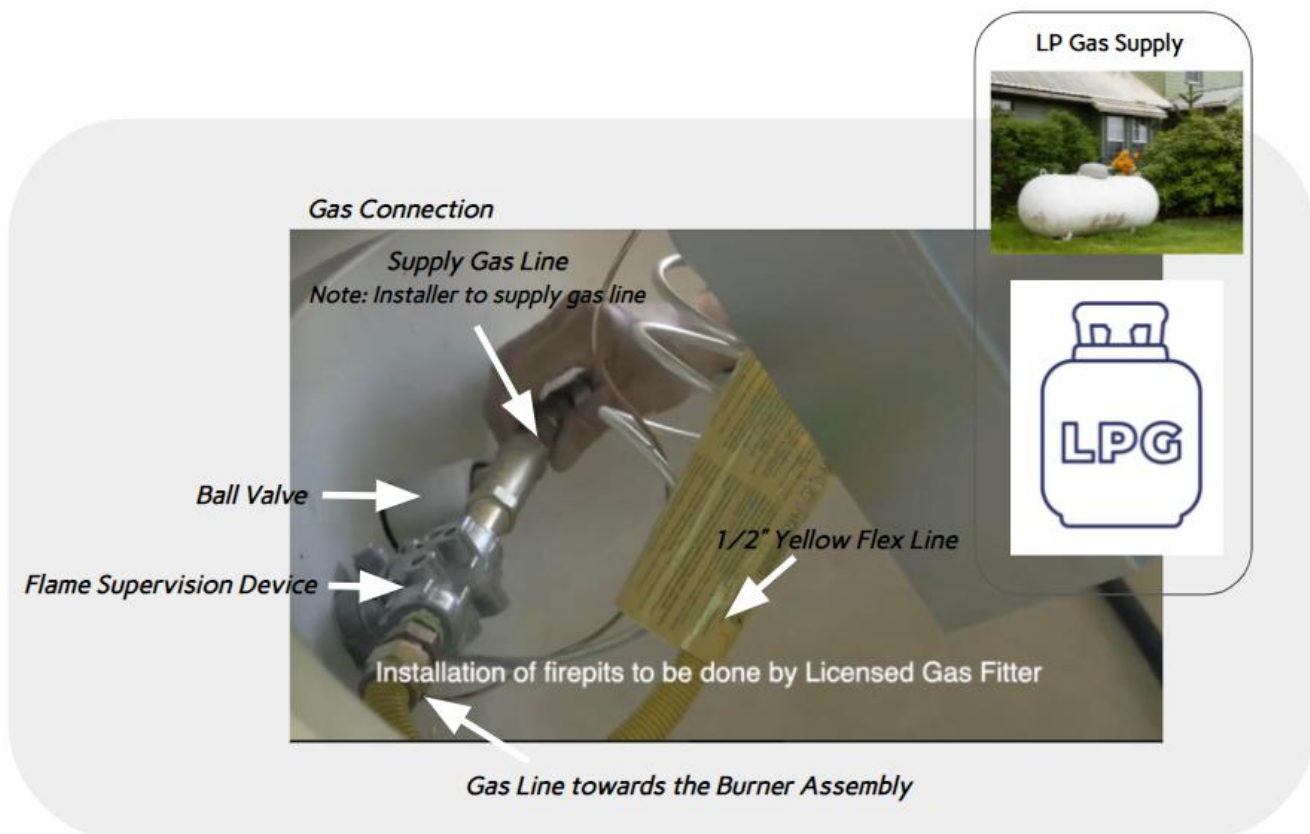 LP Gas Supply
Gas Connection
Supply Gas Line
Note: Installer to supply gas line
LPG
Ball Valve
1/2" Yellow Flex Line
Flame Supervision Device
Installation of firepits to be done by Licensed Gas Fitter
Gas Line towards the Burner Assembly